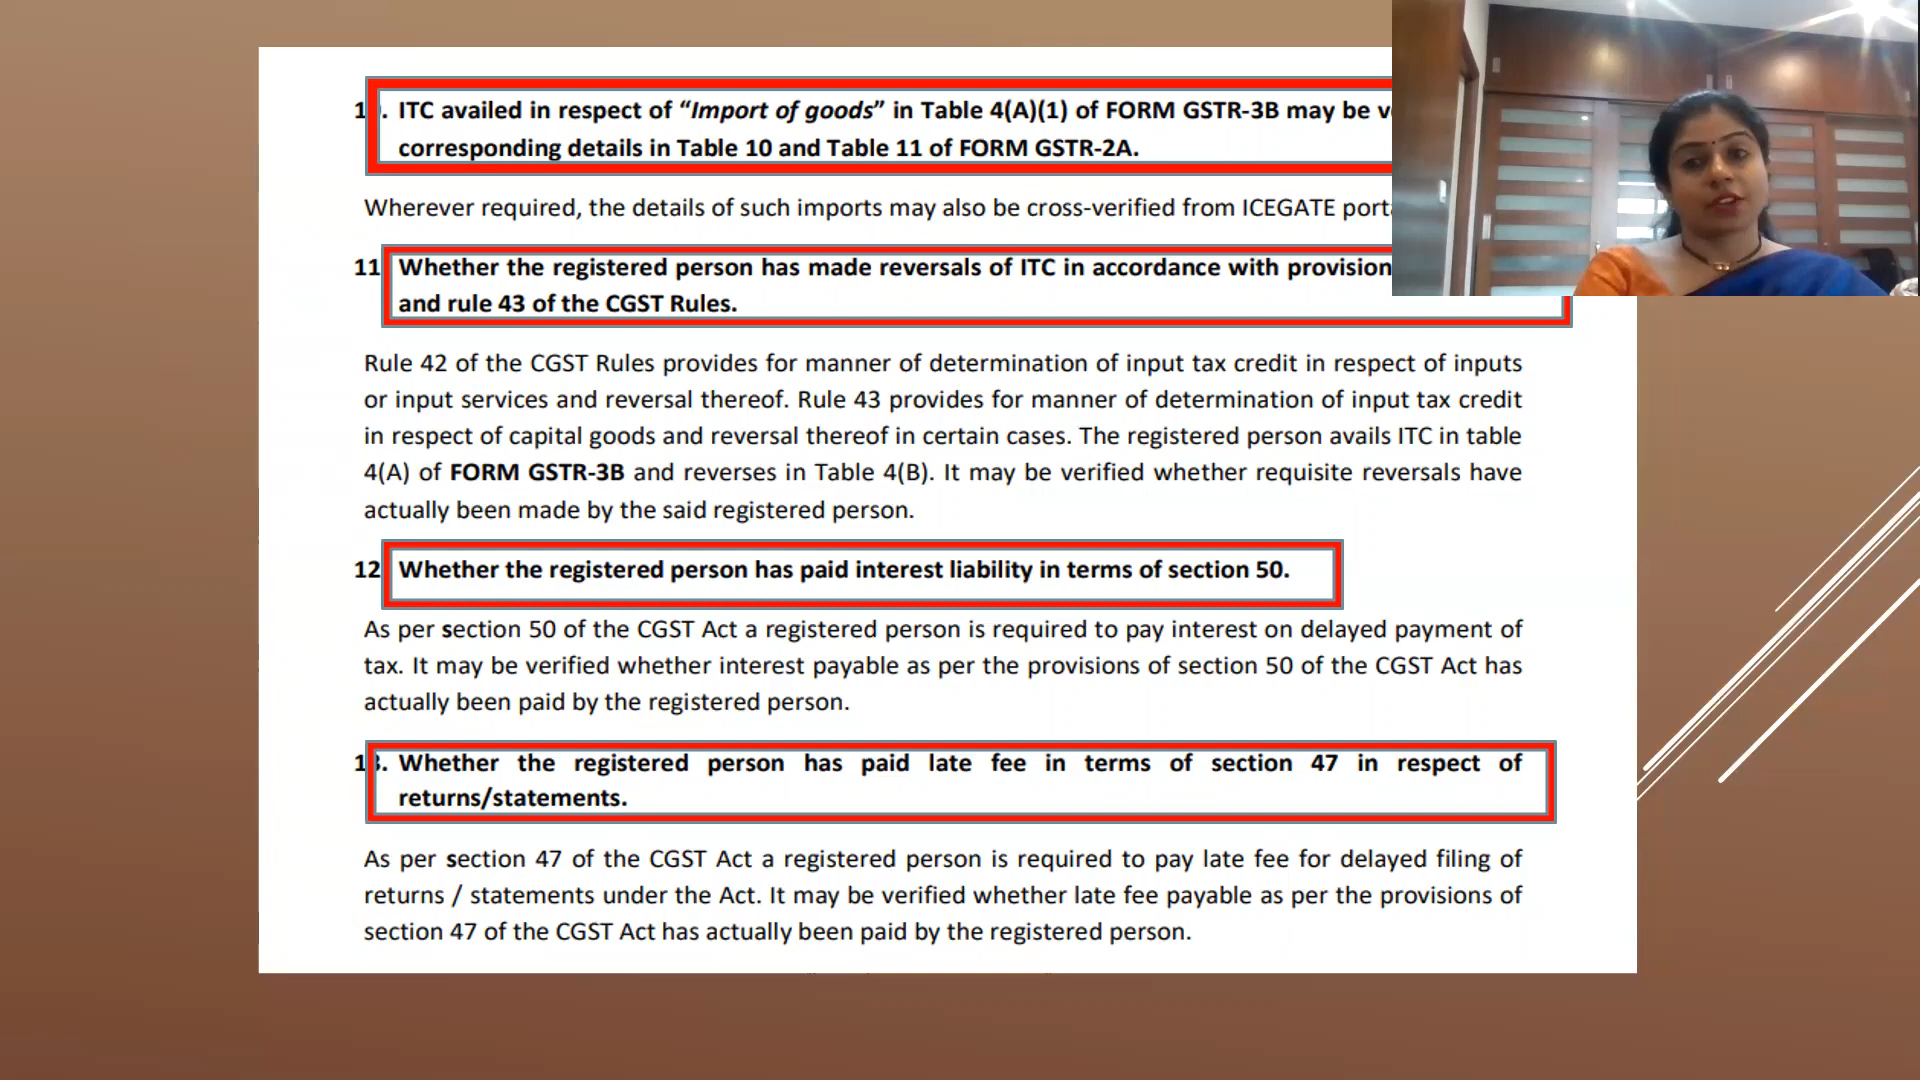 10. ITC availed in respect of “Import of goods” in Table 4(A)(1) of FORM GSTR-3B may be
corresponding details in Table 10 and Table 11 of FORM GSTR-2A.
Wherever required, the details of such imports may also be cross-verified from ICEGATE
11 Whether the registered person has made reversals of ITC in accordance with
and rule 43 of the CGST Rules.
Rule 42 of the CGST Rules provides for manner of determination of input tax credit in respect of inputs
or input services and reversal thereof. Rule 43 provides for manner of determination of input tax credit
in respect of capital goods and reversal thereof in certain cases. The registered person avails ITC in table
4(A) of FORM GSTR-3B and reverses in Table 4(B). It may be verified whether requisite reversals have
actually been made by the said registered person.
12 Whether the registered person has paid interest liability in terms of section 50.
As per section 50 of the CGST Act a registered person is required to pay interest on delayed payment of
tax. It may be verified whether interest payable as per the provisions of section 50 of the CGST Act has
actually been paid by the registered person.
13. Whether the registered person has paid late fee in terms of section 47 in respect of
returns/statements.
As per section 47 of the CGST Act a registered person is required to pay late fee for delayed filing of
returns / statements under the Act. It may be verified whether late fee payable as per the provisions of
section 47 of the CGST Act has actually been paid by the registered person.